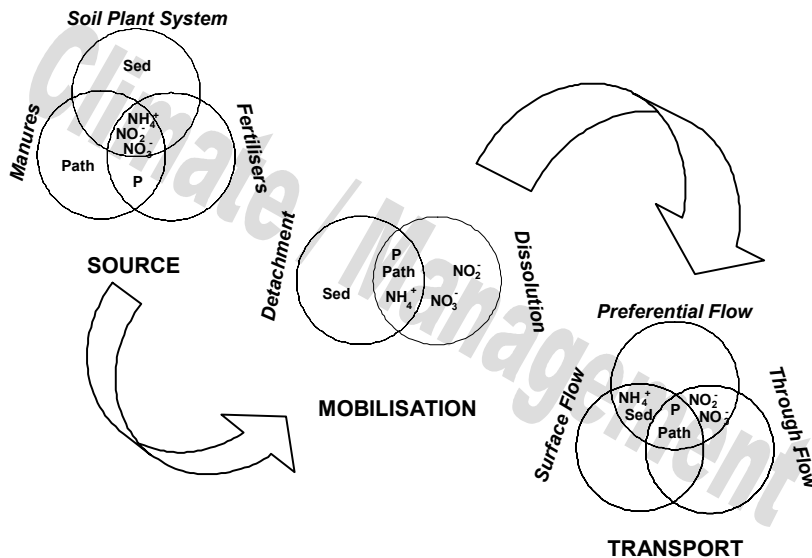 Soil Plant System
Sed
Manures
Fertilisers
NH₄⁺
NO₂⁻
NO₃⁻
Path
P
SOURCE
Climate / Management
Detachment
Dissolution
P
Path
NH₄⁺
Sed
NO₂⁻
NO₃⁻
MOBILISATION
Preferential Flow
Surface Flow
Through Flow
NH₄⁺
Sed
P
Path
NO₂⁻
NO₃⁻
TRANSPORT